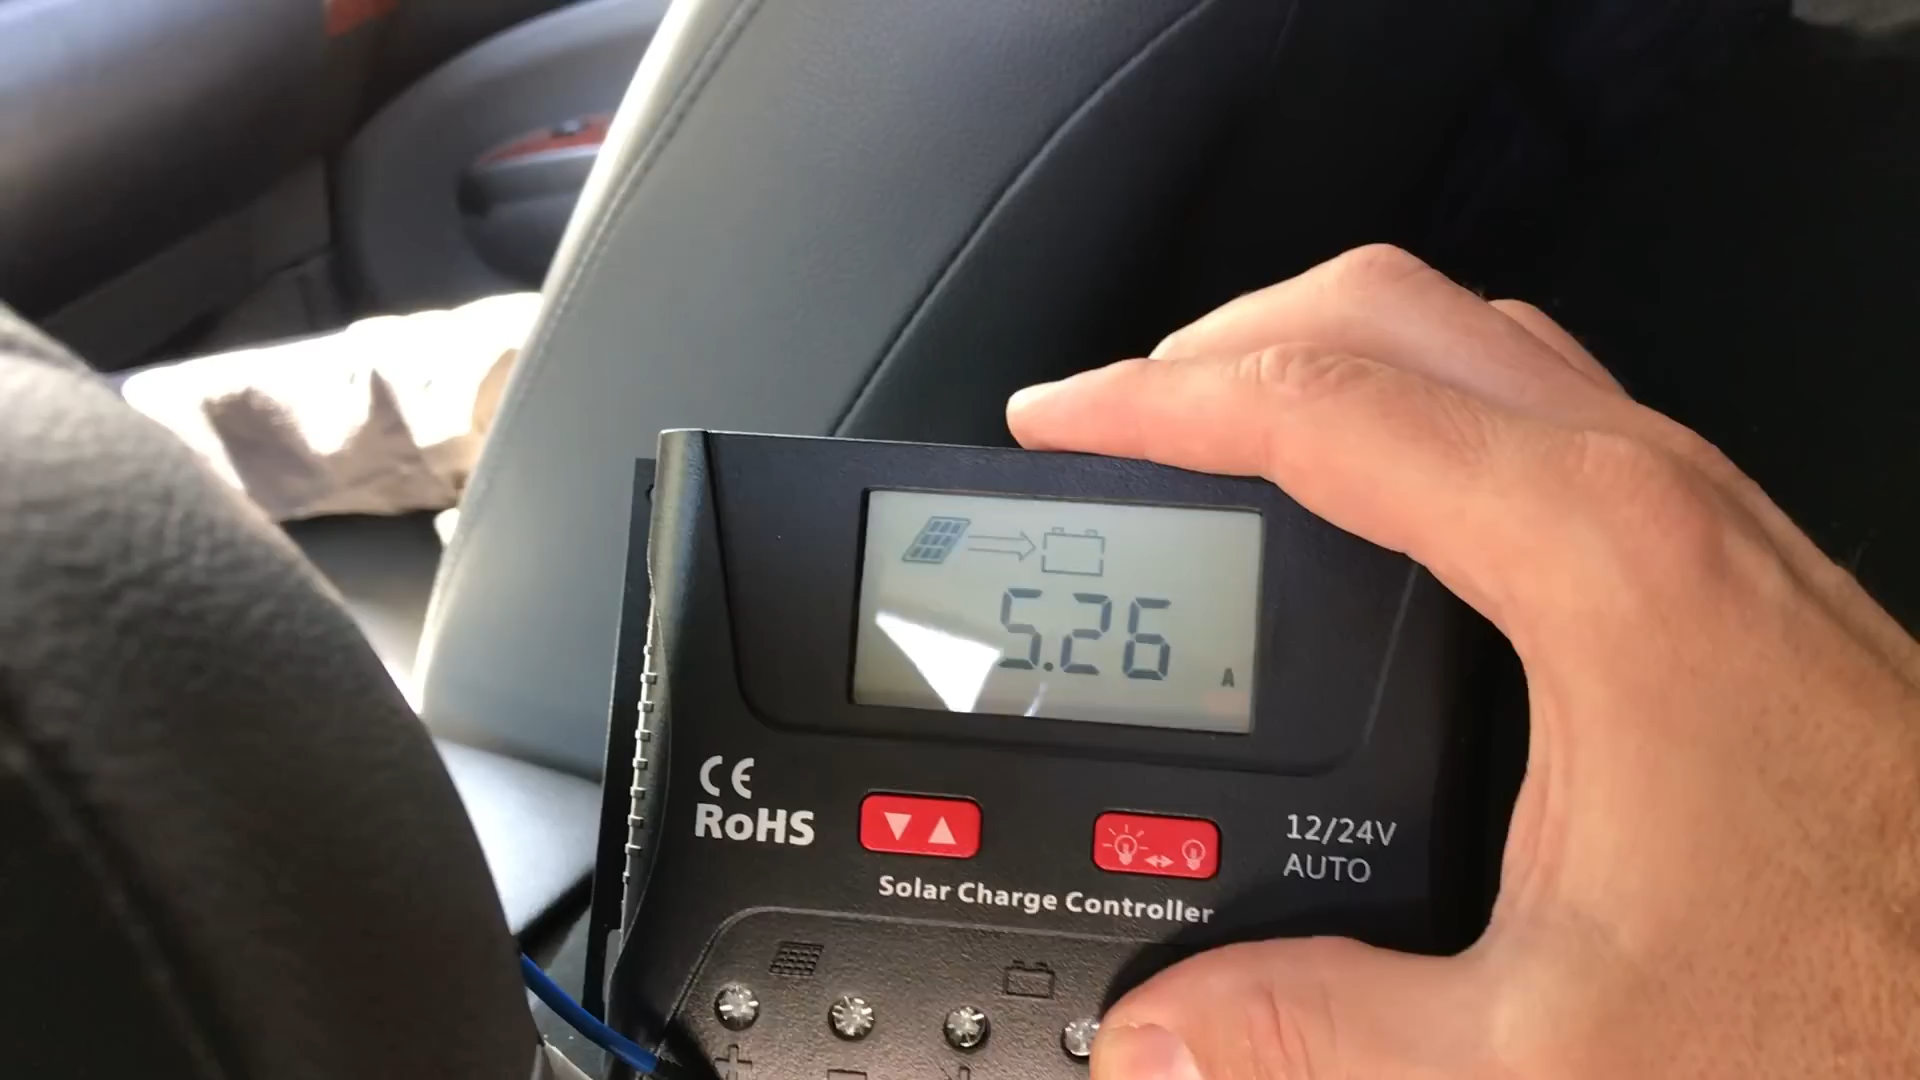 5.26 A
CE
RoHS
12/24V
AUTO
Solar Charge Controller